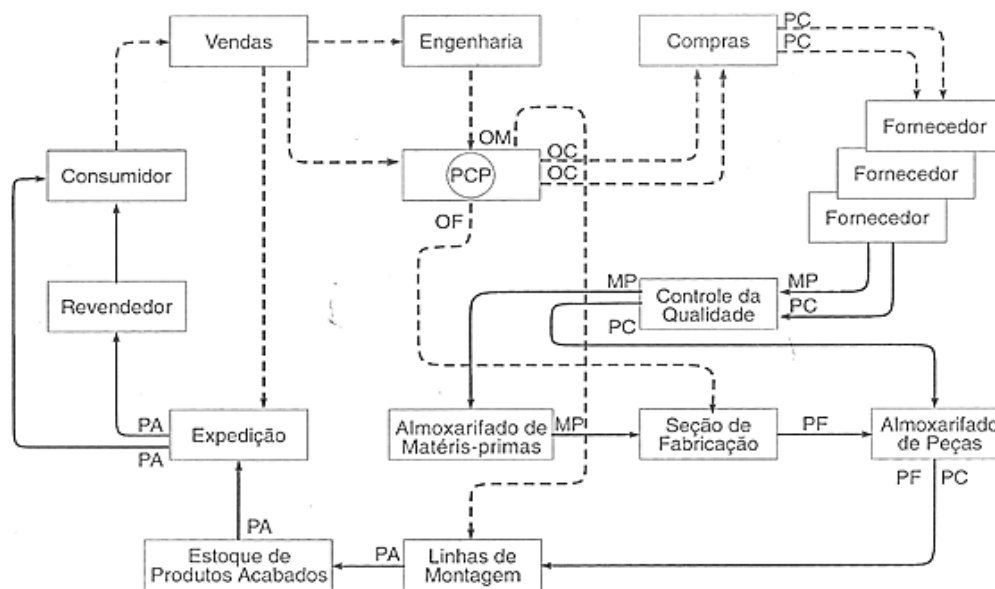 Vendas
Engenharia
Compras
PC
PC
Fornecedor
Fornecedor
Fornecedor
OM
OC
OC
PCP
OF
Consumidor
Revendedor
MP
Controle da
Qualidade
MP
PC
PC
PA
PA
Expedição
Almoxarifado de
Matéris-primas
MP
Seção de
Fabricação
PF
Almoxarifado
de Peças
PF
PC
PA
Estoque de
Produtos Acabados
PA
Linhas de
Montagem